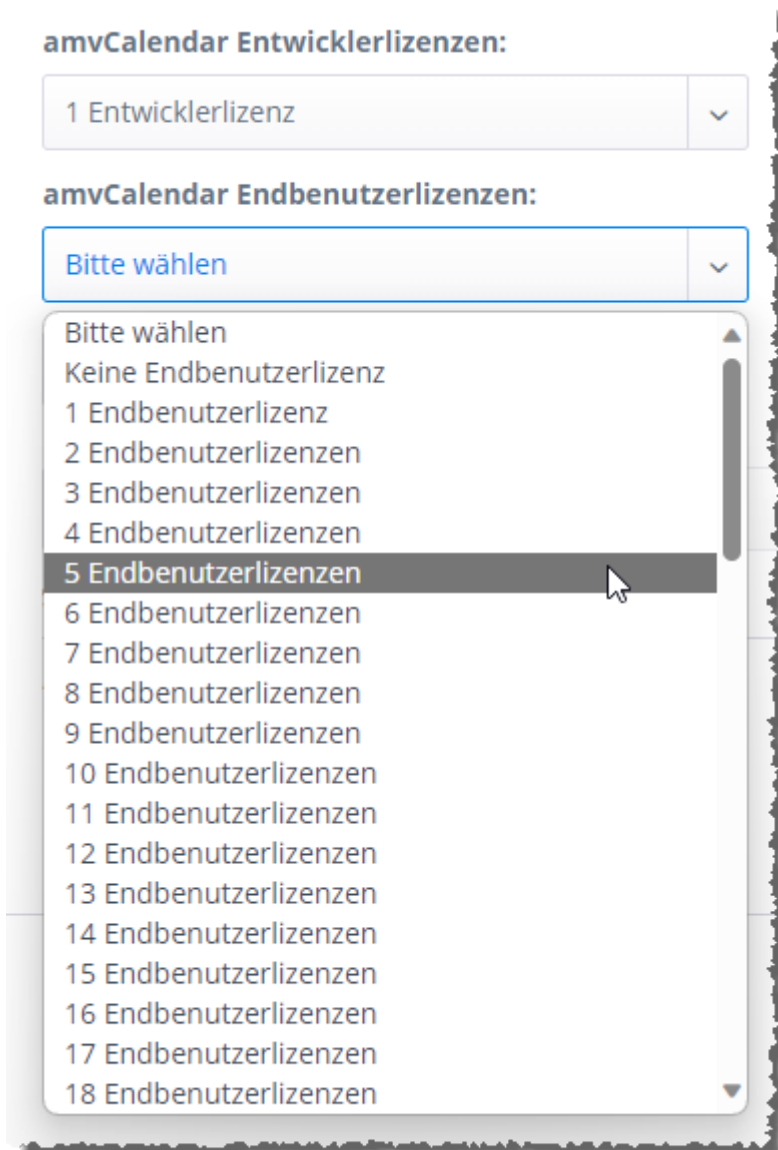 amvCalendar Entwicklerlizenzen:
1 Entwicklerlizenz
amvCalendar Endbenutzerlizenzen:
Bitte wählen
Bitte wählen
Keine Endbenutzerlizenz
1 Endbenutzerlizenz
2 Endbenutzerlizenzen
3 Endbenutzerlizenzen
4 Endbenutzerlizenzen
5 Endbenutzerlizenzen
6 Endbenutzerlizenzen
7 Endbenutzerlizenzen
8 Endbenutzerlizenzen
9 Endbenutzerlizenzen
10 Endbenutzerlizenzen
11 Endbenutzerlizenzen
12 Endbenutzerlizenzen
13 Endbenutzerlizenzen
14 Endbenutzerlizenzen
15 Endbenutzerlizenzen
16 Endbenutzerlizenzen
17 Endbenutzerlizenzen
18 Endbenutzerlizenzen